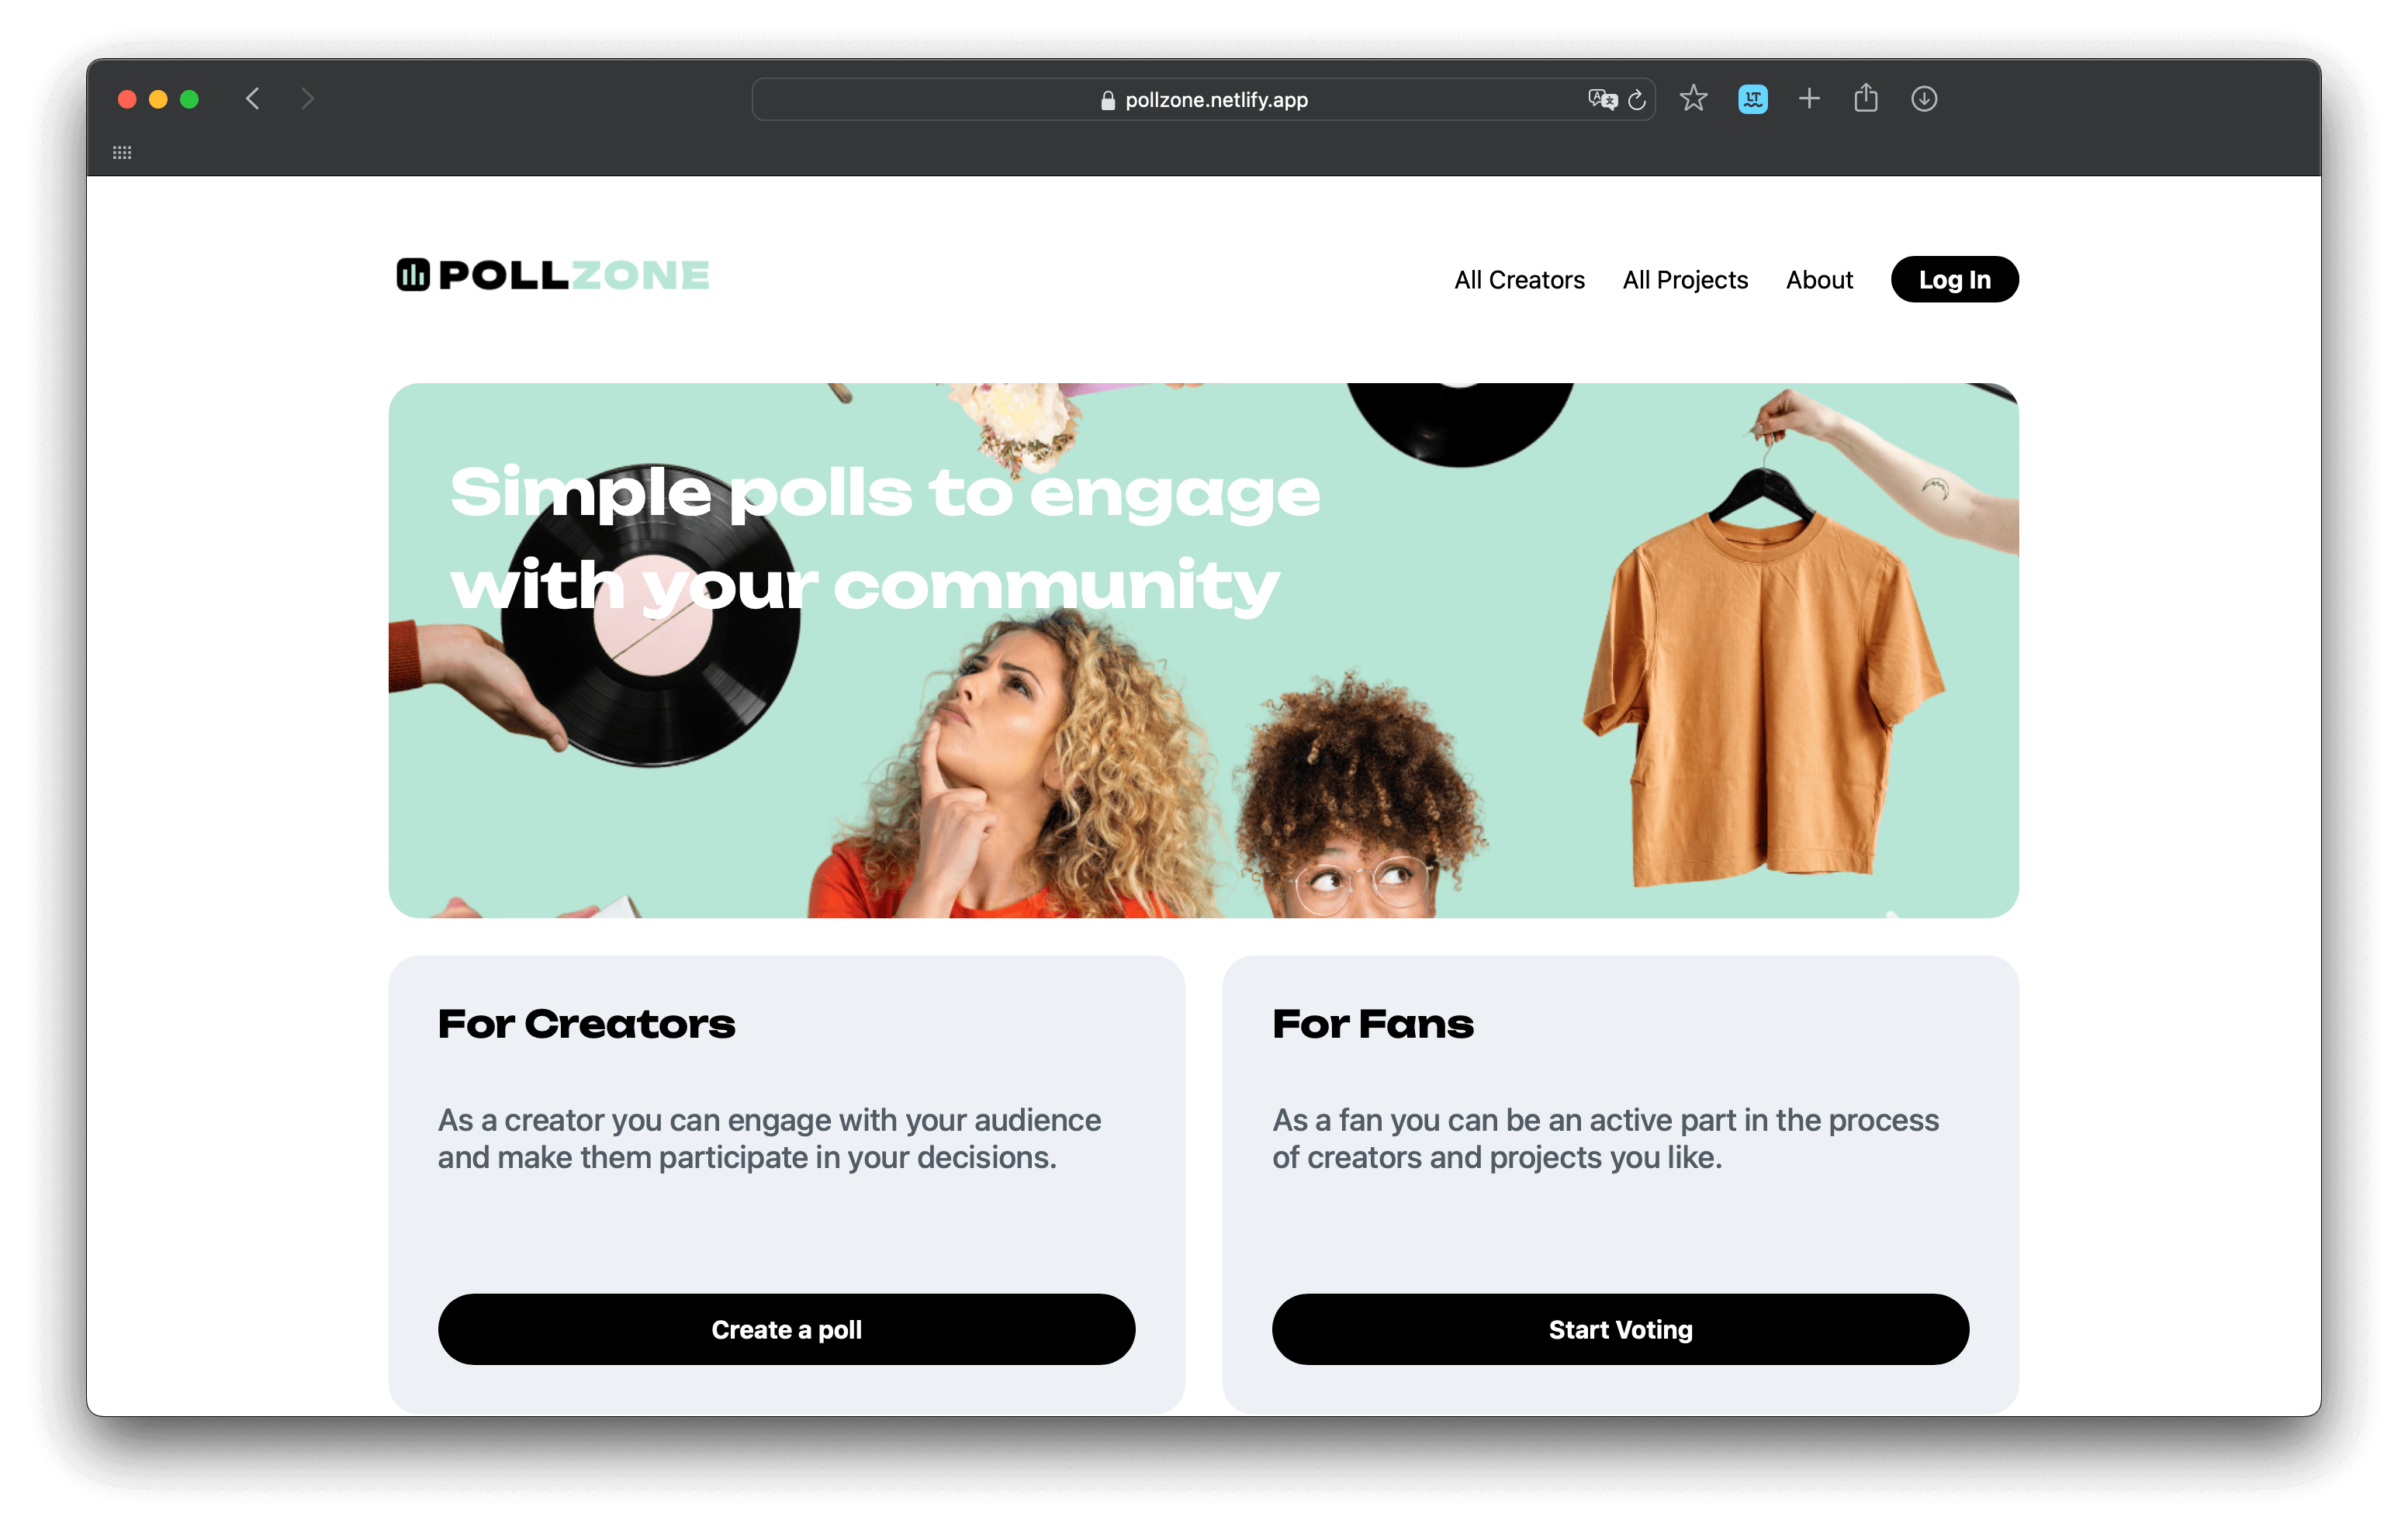 pollzone.netlify.app
POLLZONE
All Creators
All Projects
About
Log In
Simple polls to engage
with your community
For Creators
As a creator you can engage with your audience
and make them participate in your decisions.
Create a poll
For Fans
As a fan you can be an active part in the process
of creators and projects you like.
Start Voting